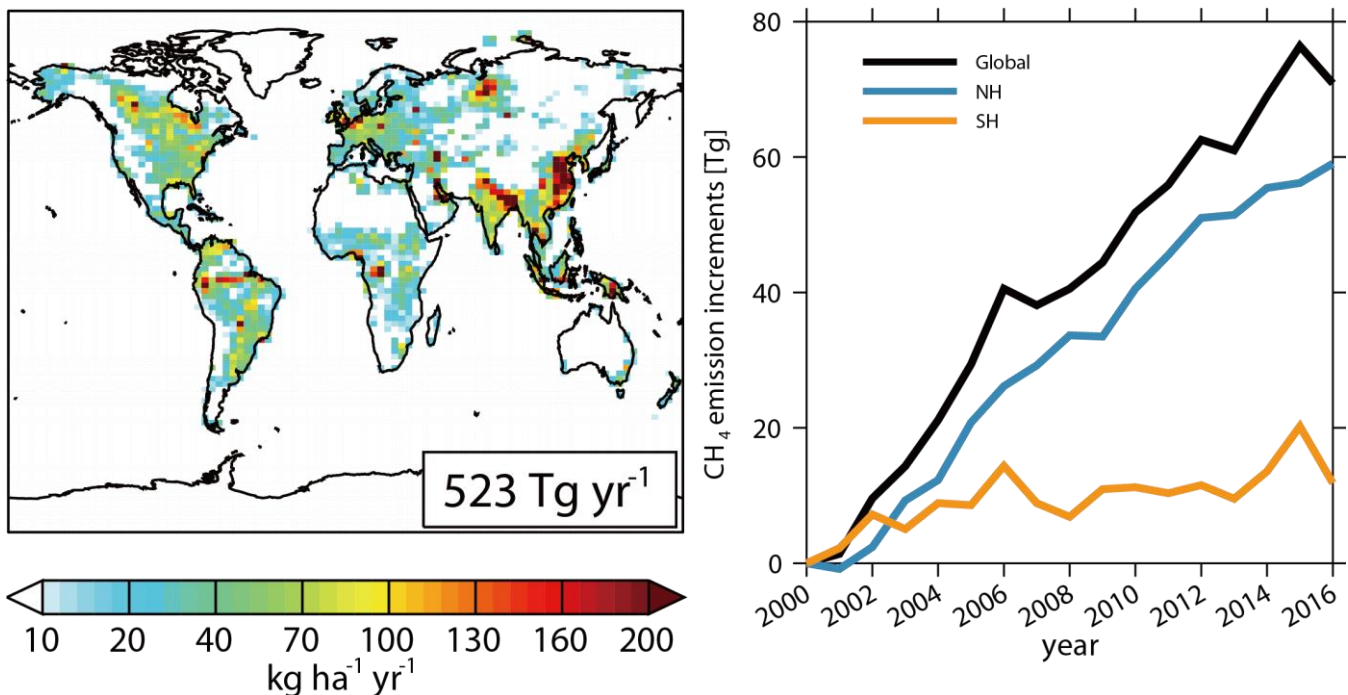 523 Tg yr⁻¹
10 20 40 70 100 130 160 200
kg ha⁻¹ yr⁻¹
80
60
40
20
0
CH₄ emission increments [Tg]
Global
NH
SH
2000 2002 2004 2006 2008 2010 2012 2014 2016
year